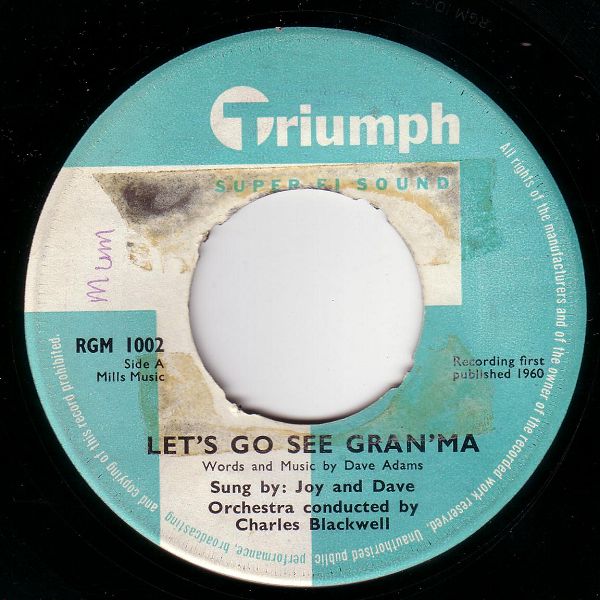 Triumph
SUPER FI SOUND
Mum
RGM 1002
Side A
Mills Music
Recording first
published 1960
LET'S GO SEE GRAN'MA
Words and Music by Dave Adams
Sung by: Joy and Dave
Orchestra conducted by
Charles Blackwell
All rights of the manufacturers and of the owner of the recorded work reserved. Unauthorised public performance, broadcasting and copying of this record prohibited.